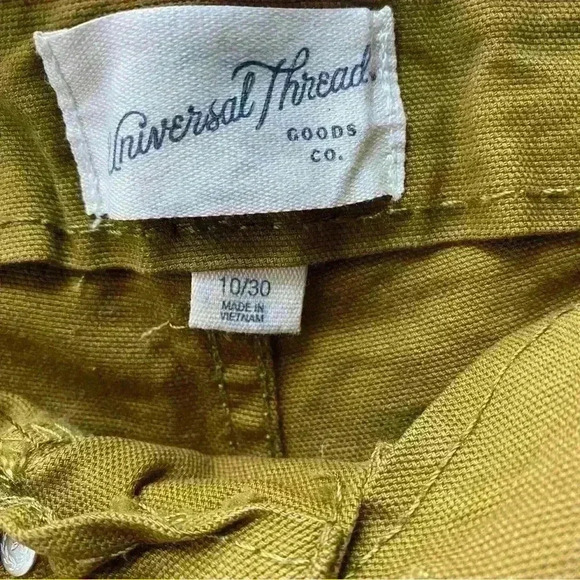 Universal Thread
GOODS
CO.
10/30
MADE IN
VIETNAM